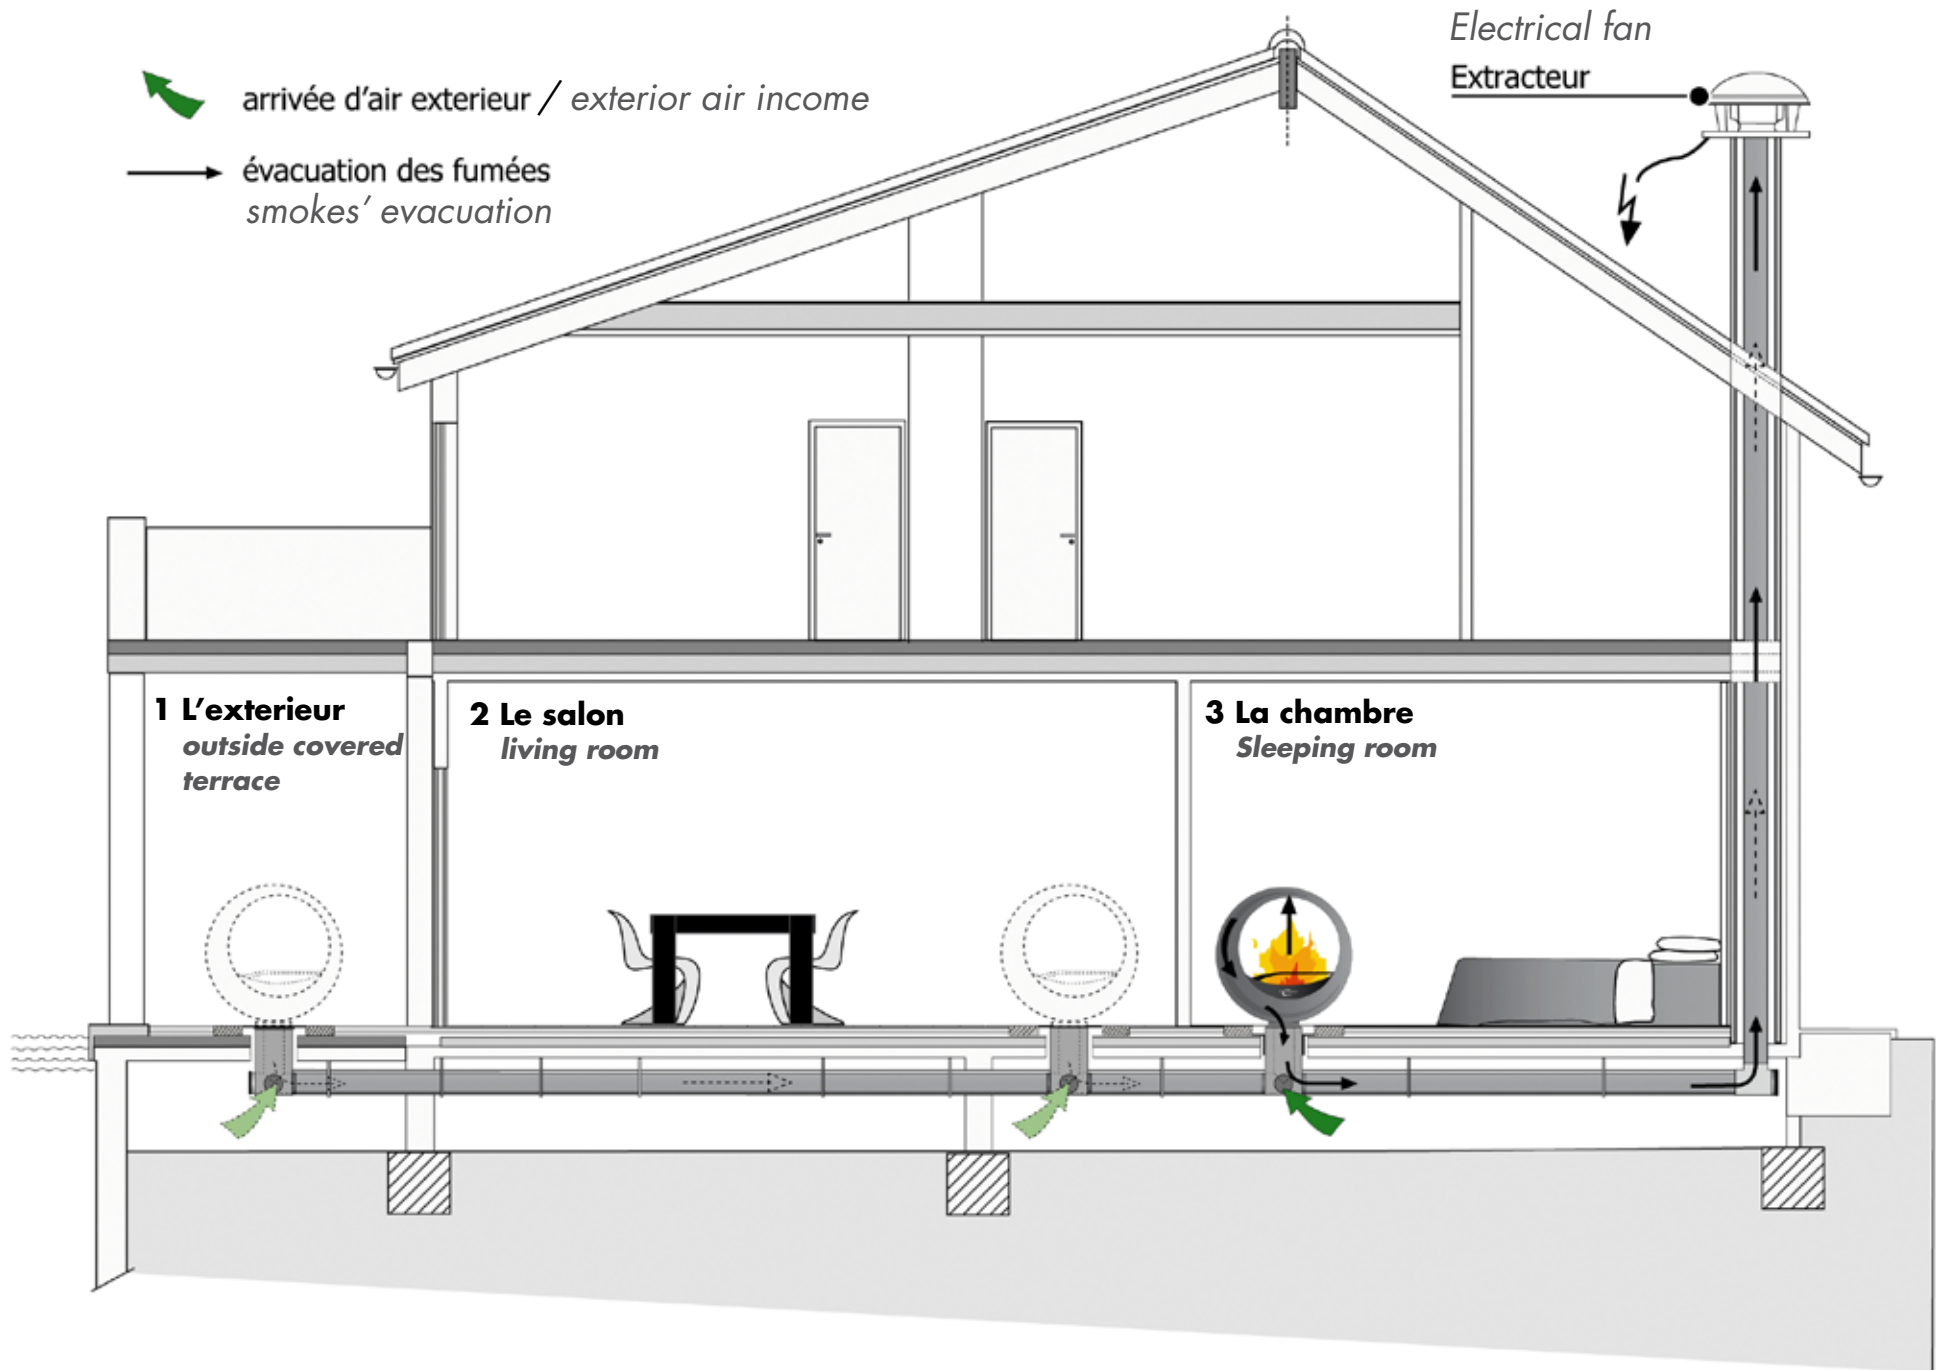 Electrical fan
Extracteur
arrivée d'air exterieur / exterior air income
évacuation des fumées
smokes' evacuation
1 L'exterieur
outside covered
terrace
2 Le salon
living room
3 La chambre
Sleeping room